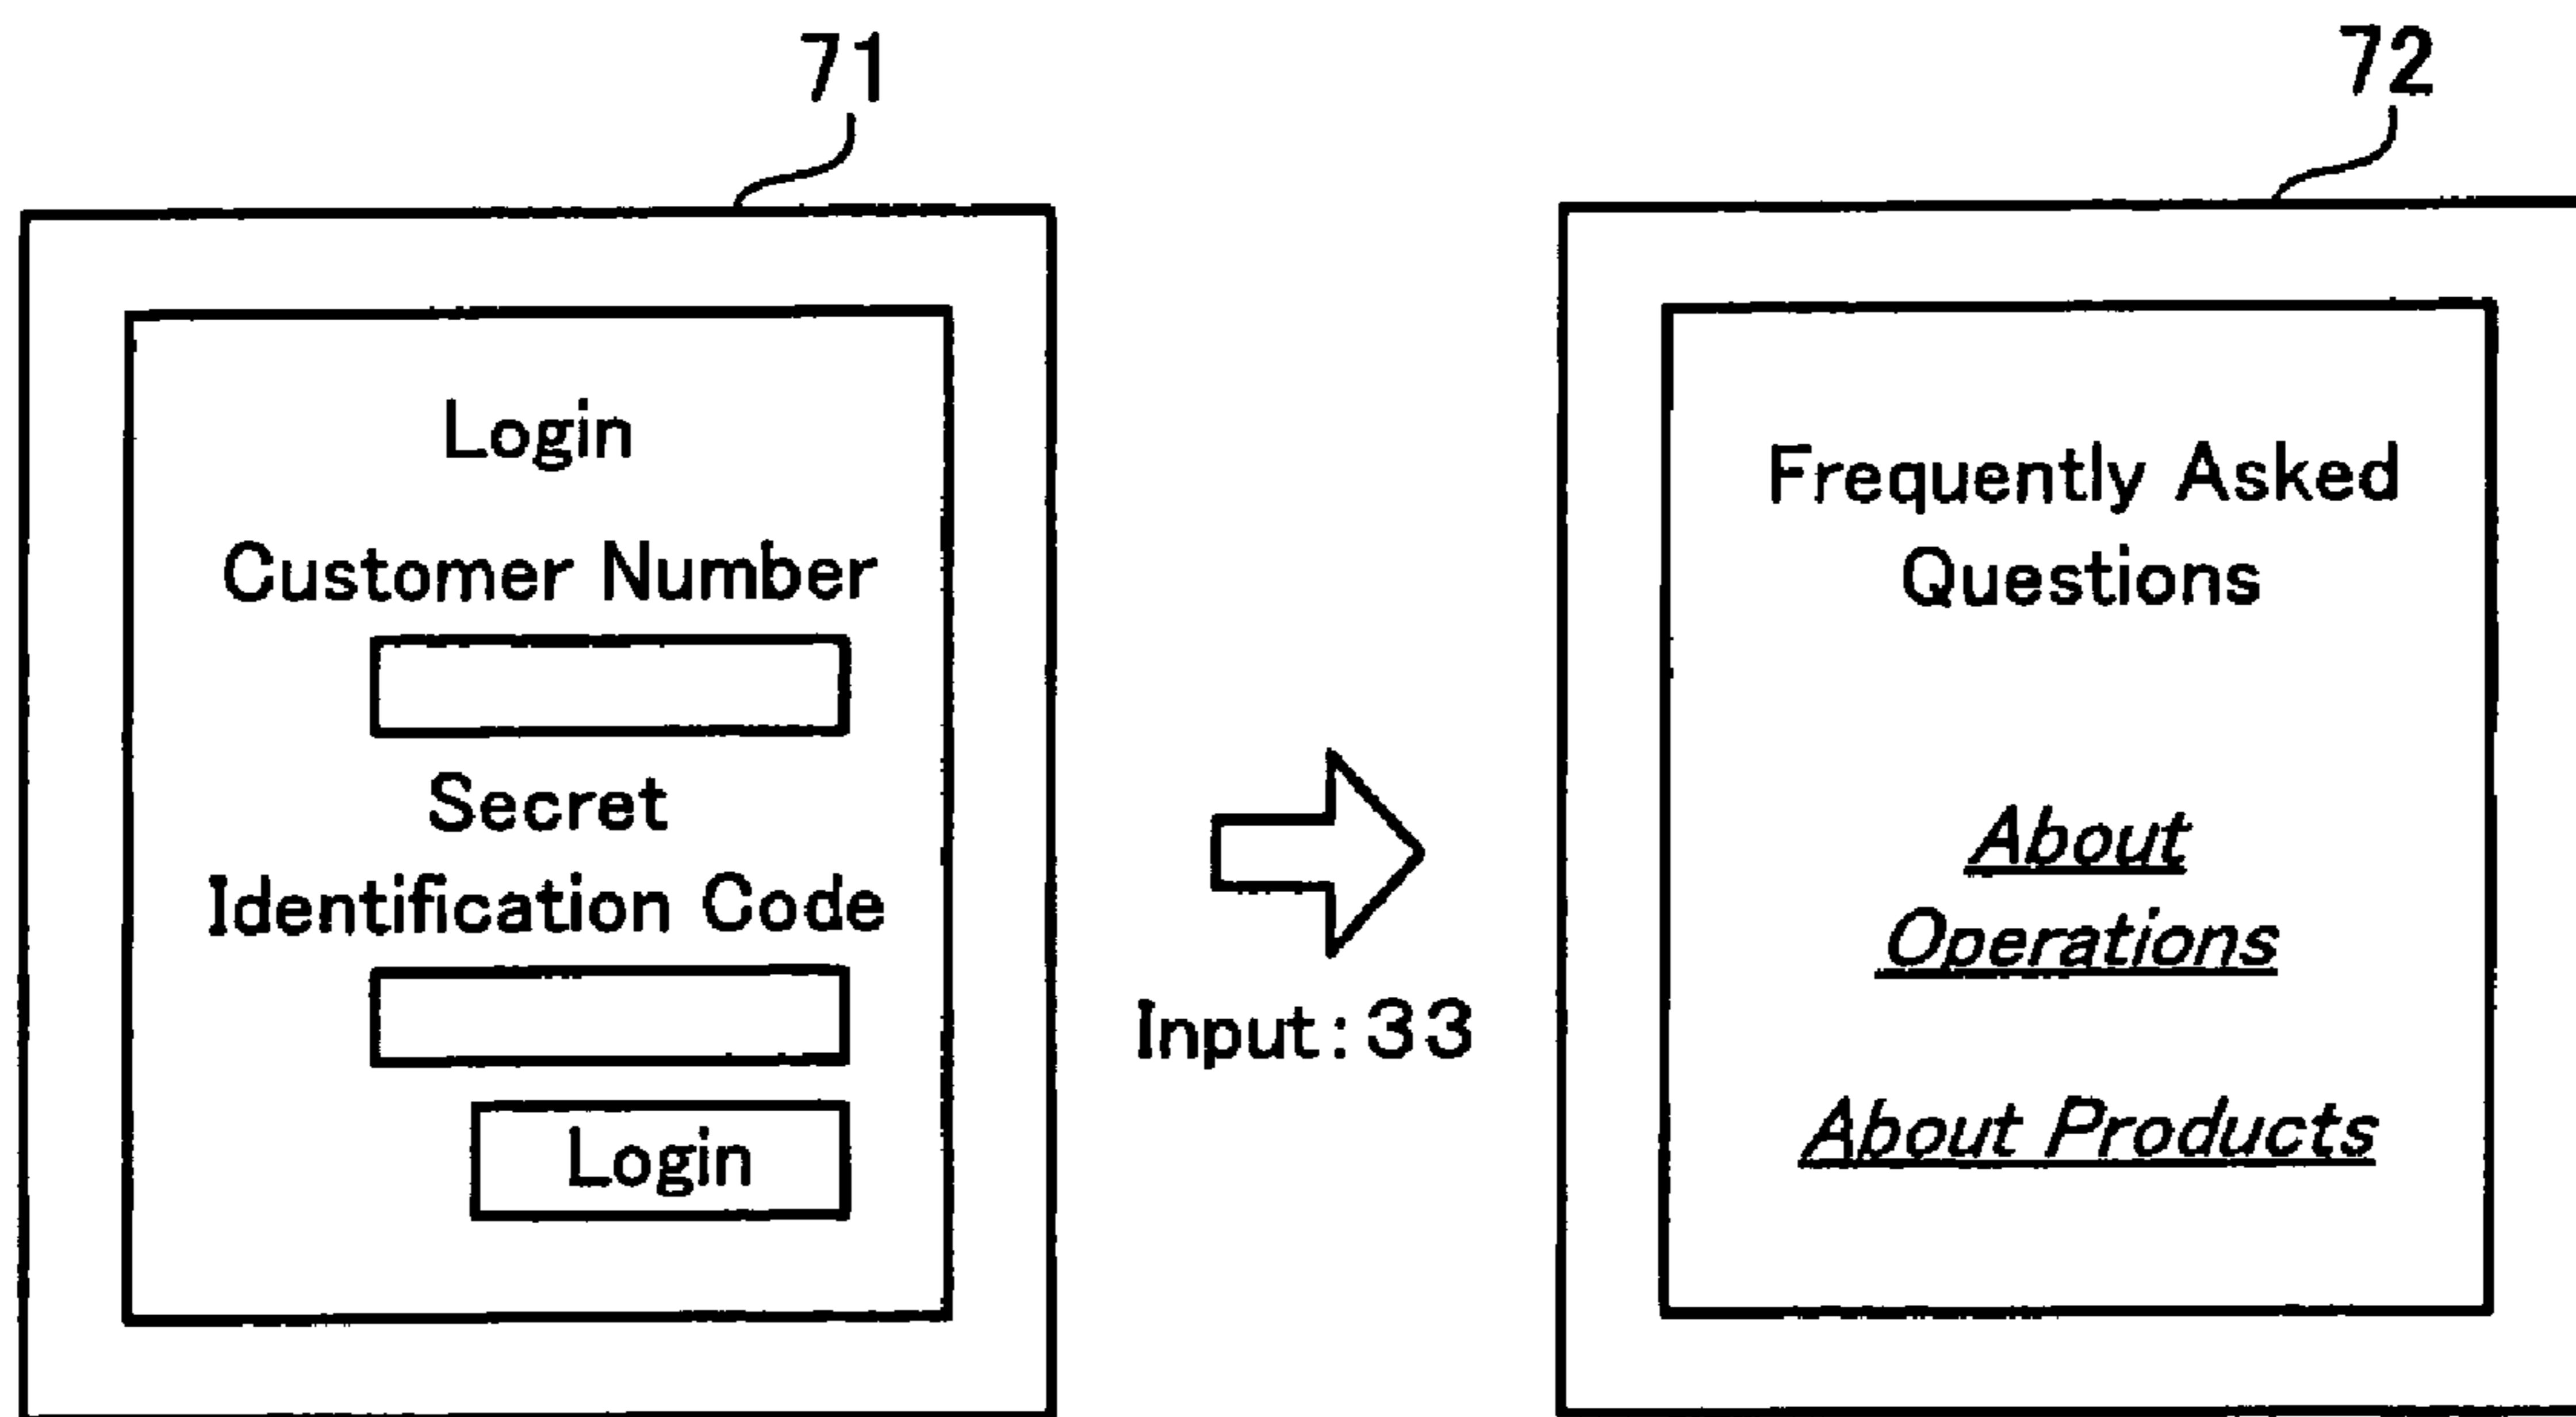 71
Login
Customer Number
Secret
Identification Code
Login
Input:33
72
Frequently Asked
Questions
About
Operations
About Products